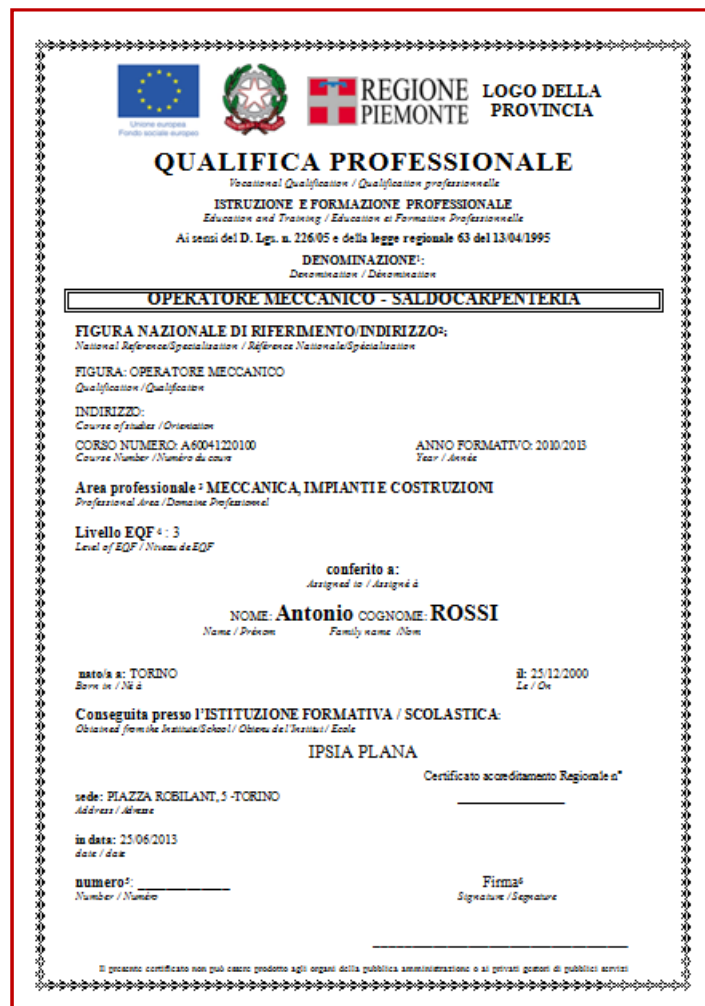 Unione europea
Fondo sociale europeo
REGIONE
PIEMONTE
LOGO DELLA
PROVINCIA
QUALIFICA PROFESSIONALE
Vocational Qualification / Qualification professionnelle
ISTRUZIONE E FORMAZIONE PROFESSIONALE
Education and Training / Education et Formation Professionnelle
Ai sensi del D. Lgs. n. 226/05 e della legge regionale 63 del 13/04/1995
DENOMINAZIONE¹:
Denomination / Dénomination
OPERATORE MECCANICO - SALDOCARPENTERIA
FIGURA NAZIONALE DI RIFERIMENTO/INDIRIZZO²:
National Reference/Specialisation / Référence Nationale/Spécialisation
FIGURA: OPERATORE MECCANICO
Qualification / Qualification
INDIRIZZO:
Course of studies / Orientation
CORSO NUMERO: A60041220100 ANNO FORMATIVO: 2010/2013
Course Number / Numéro du cours Year / Année
Area professionale ³ MECCANICA, IMPIANTI E COSTRUZIONI
Professional Area / Domaine Professionnel
Livello EQF ⁴ : 3
Level of EQF / Niveau de EQF
conferito a:
Assigned to / Assigné à
NOME: Antonio COGNOME: ROSSI
Name / Prénom Family name /Nom
nato/a a: TORINO il: 25/12/2000
Born in / Né à Le / On
Conseguita presso l'ISTITUZIONE FORMATIVA / SCOLASTICA:
Obtained from the Institute/School / Obtenu de l'Institut / Ecole
IPSIA PLANA
Certificato accreditamento Regionale n°
sede: PIAZZA ROBILANT, 5 -TORINO
Address / Adresse
in data: 25/06/2013
date / date
numero⁵: Firma⁶
Number / Numéro Signature / Segnature
Il presente certificato non può essere prodotto agli organi della pubblica amministrazione o ai privati gestori di pubblici servizi